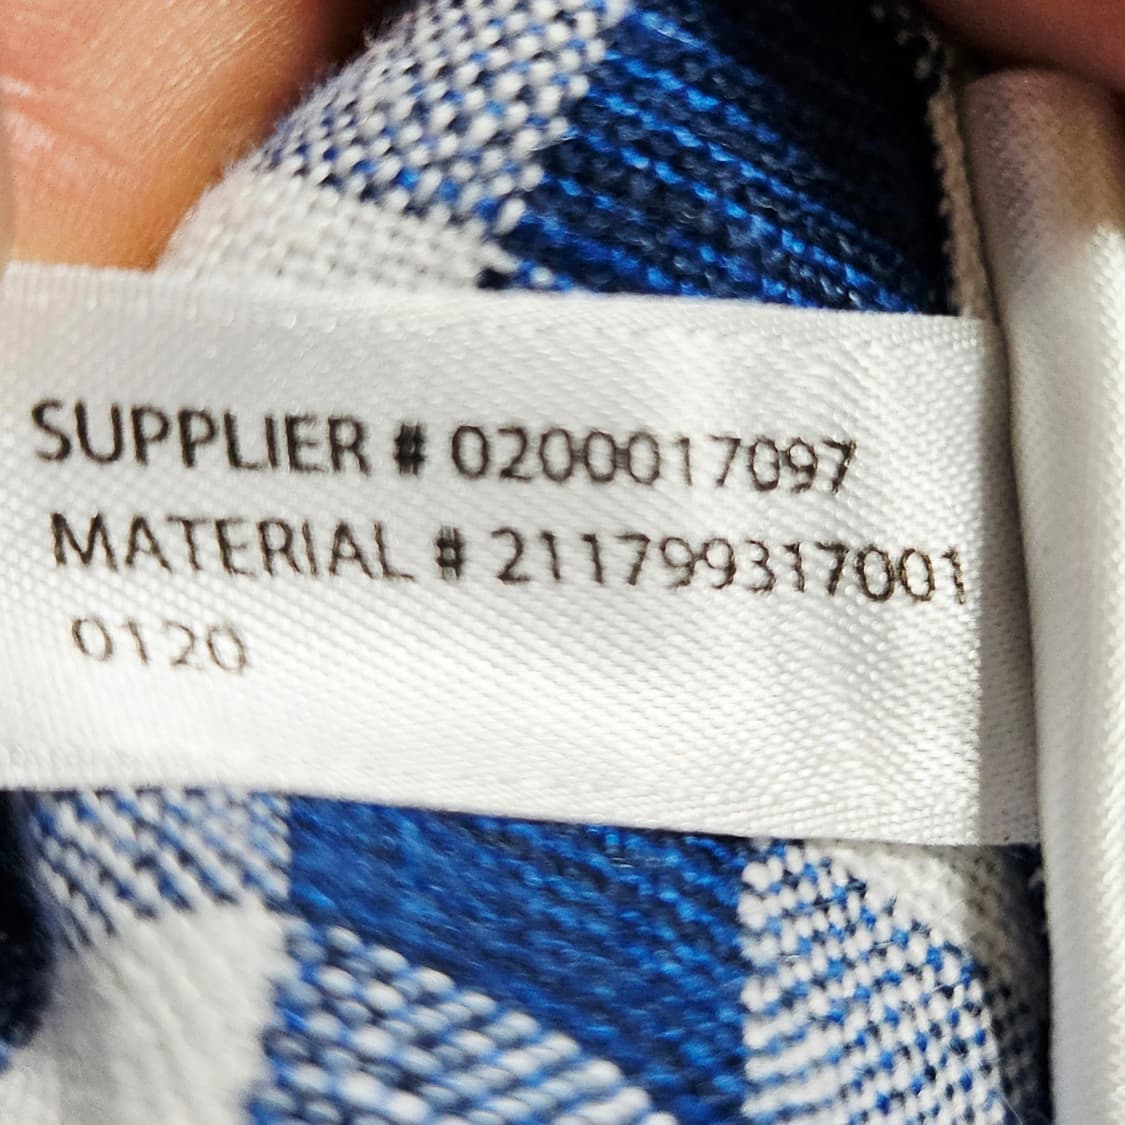 SUPPLIER # 0200017097
MATERIAL # 211799317001
0120